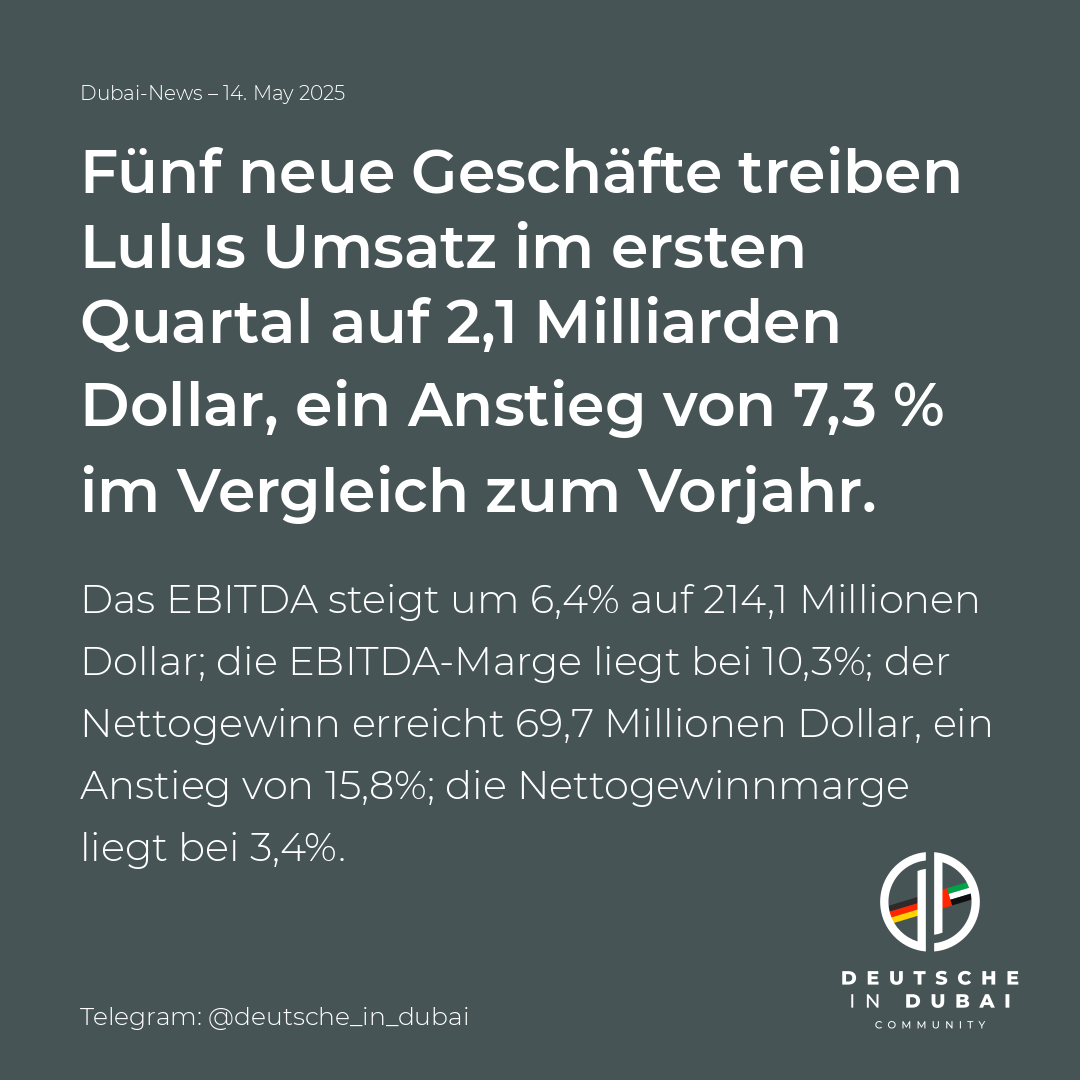 Dubai-News – 14. May 2025
Fünf neue Geschäfte treiben
Lulus Umsatz im ersten
Quartal auf 2,1 Milliarden
Dollar, ein Anstieg von 7,3 %
im Vergleich zum Vorjahr.
Das EBITDA steigt um 6,4% auf 214,1 Millionen
Dollar; die EBITDA-Marge liegt bei 10,3%; der
Nettogewinn erreicht 69,7 Millionen Dollar, ein
Anstieg von 15,8%; die Nettogewinnmarge
liegt bei 3,4%.
DEUTSCHE
IN DUBAI
COMMUNITY
Telegram: @deutsche_in_dubai